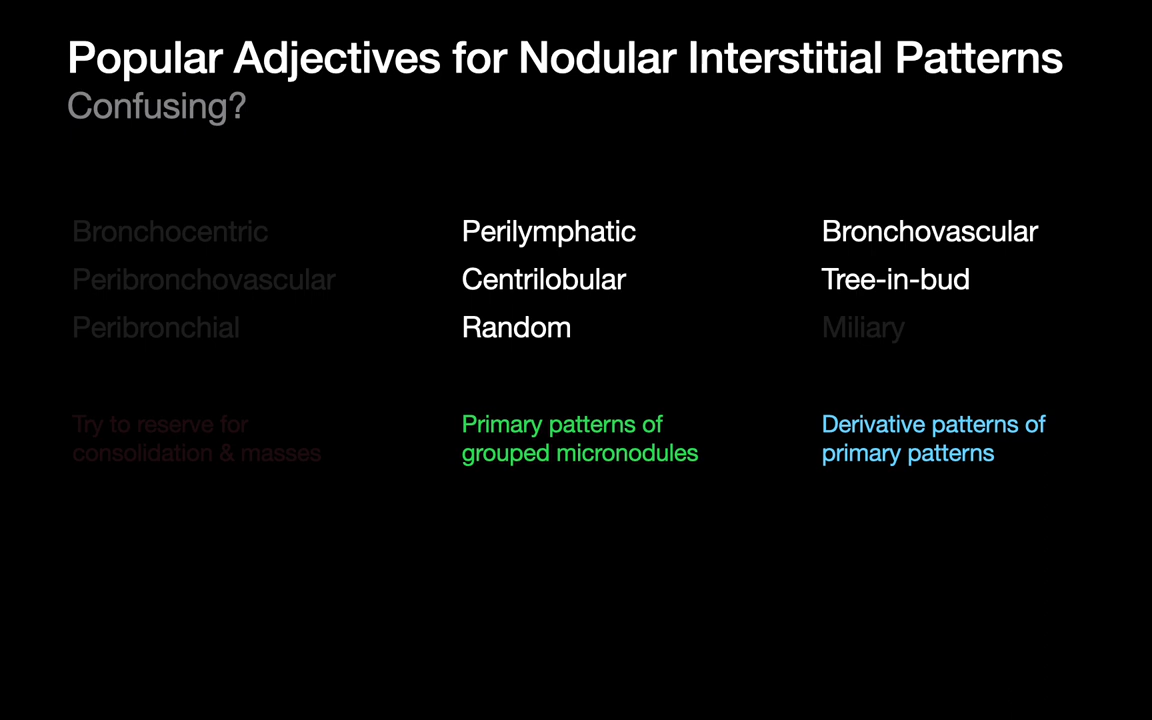 Popular Adjectives for Nodular Interstitial Patterns
Confusing?
Bronchocentric
Peribronchovascular
Peribronchial
Try to reserve for
consolidation & masses
Perilymphatic
Centrilobular
Random
Primary patterns of
grouped micronodules
Bronchovascular
Tree-in-bud
Miliary
Derivative patterns of
primary patterns